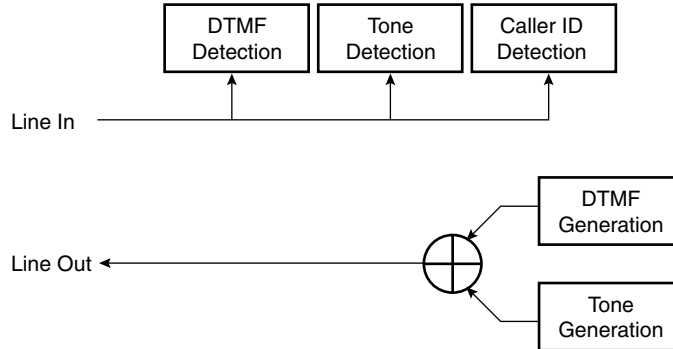 DTMF
Detection
Tone
Detection
Caller ID
Detection
Line In
DTMF
Generation
Line Out
Tone
Generation